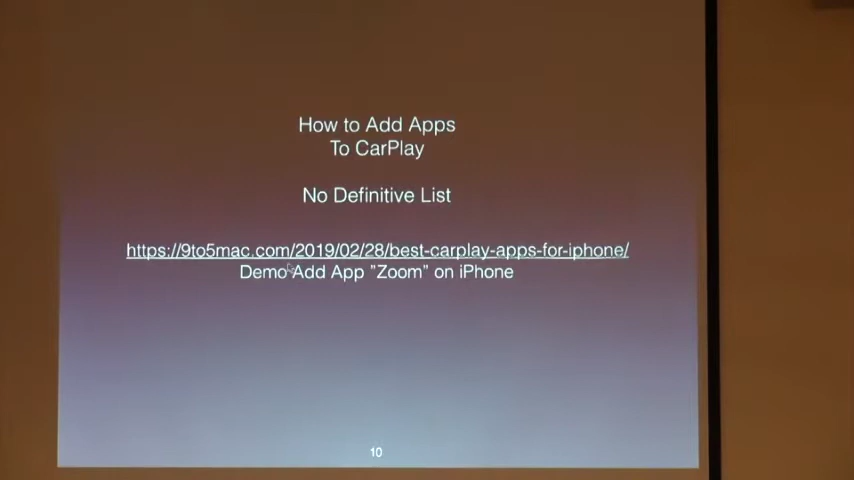 How to Add Apps
To CarPlay
No Definitive List
https://9to5mac.com/2019/02/28/best-carplay-apps-for-iphone/
Demo Add App ”Zoom” on iPhone
10